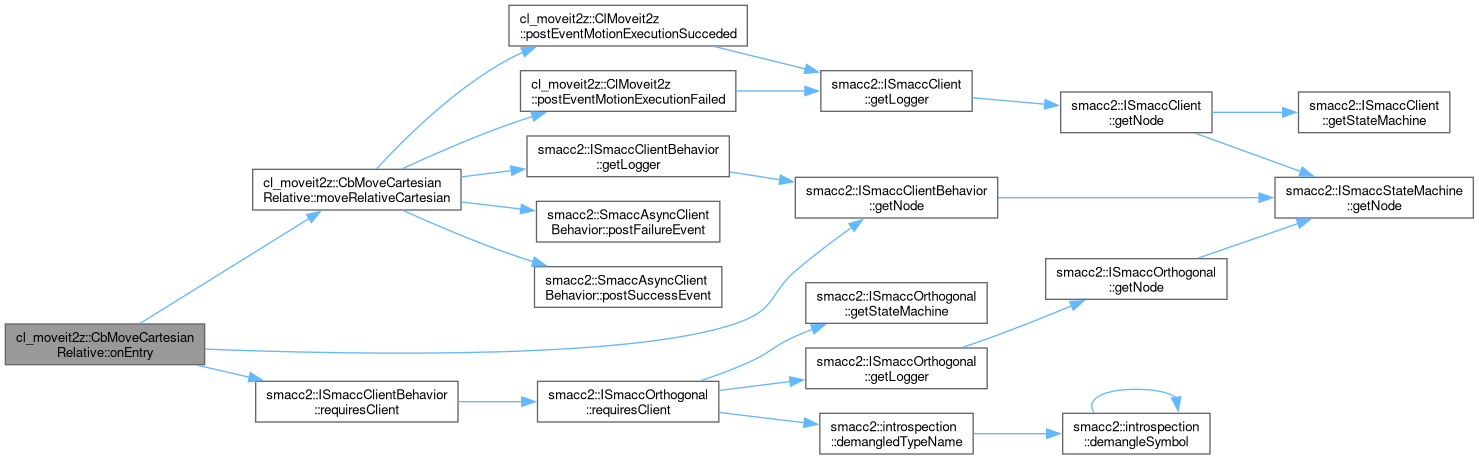 cl_moveit2z::ClMoveit2z
::postEventMotionExecutionSucceded
cl_moveit2z::ClMoveit2z
::postEventMotionExecutionFailed
smacc2::ISmaccClient
::getLogger
smacc2::ISmaccClient
::getNode
smacc2::ISmaccClient
::getStateMachine
smacc2::ISmaccClientBehavior
::getLogger
cl_moveit2z::CbMoveCartesian
Relative::moveRelativeCartesian
smacc2::ISmaccClientBehavior
::getNode
smacc2::ISmaccStateMachine
::getNode
smacc2::SmaccAsyncClient
Behavior::postFailureEvent
smacc2::SmaccAsyncClient
Behavior::postSuccessEvent
smacc2::ISmaccOrthogonal
::getNode
smacc2::ISmaccOrthogonal
::getStateMachine
cl_moveit2z::CbMoveCartesian
Relative::onEntry
smacc2::ISmaccOrthogonal
::getLogger
smacc2::ISmaccClientBehavior
::requiresClient
smacc2::ISmaccOrthogonal
::requiresClient
smacc2::introspection
::demangledTypeName
smacc2::introspection
::demangleSymbol